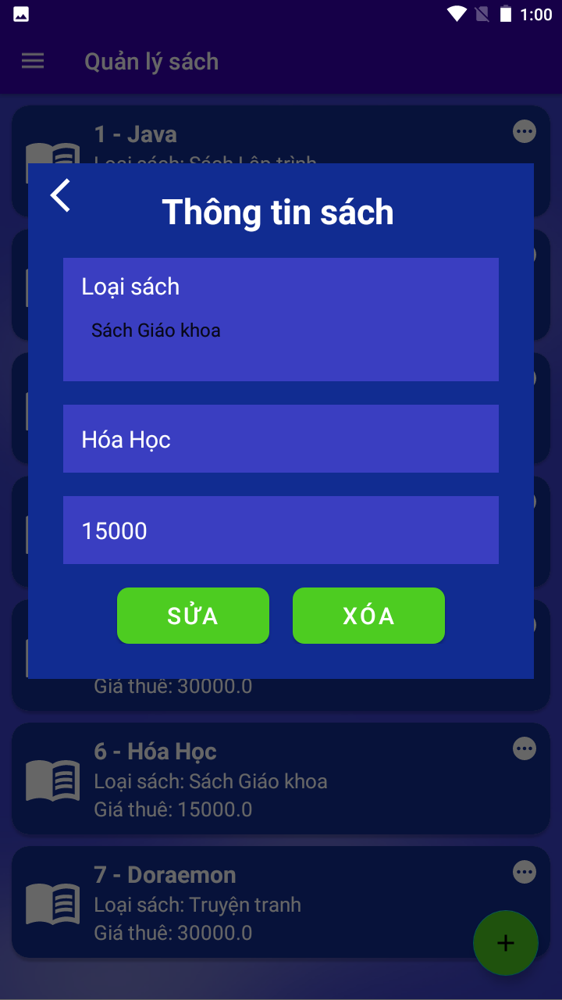 1:00
Quản lý sách
1 - Java
Loại sách: Sách Lập trình
Thông tin sách
Loại sách
Sách Giáo khoa
Hóa Học
15000
SỬA
XÓA
Giá thuê: 30000.0
6 - Hóa Học
Loại sách: Sách Giáo khoa
Giá thuê: 15000.0
7 - Doraemon
Loại sách: Truyện tranh
Giá thuê: 30000.0